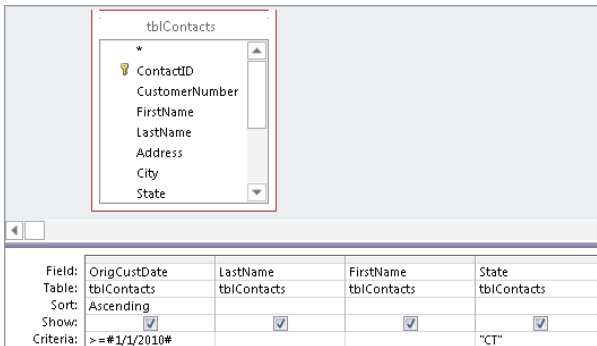 tblContacts
*
ContactID
CustomerNumber
FirstName
LastName
Address
City
State
Field: OrigCustDate LastName FirstName State
Table: tblContacts tblContacts tblContacts tblContacts
Sort: Ascending
Show:
Criteria: >=#1/1/2010# "CT"